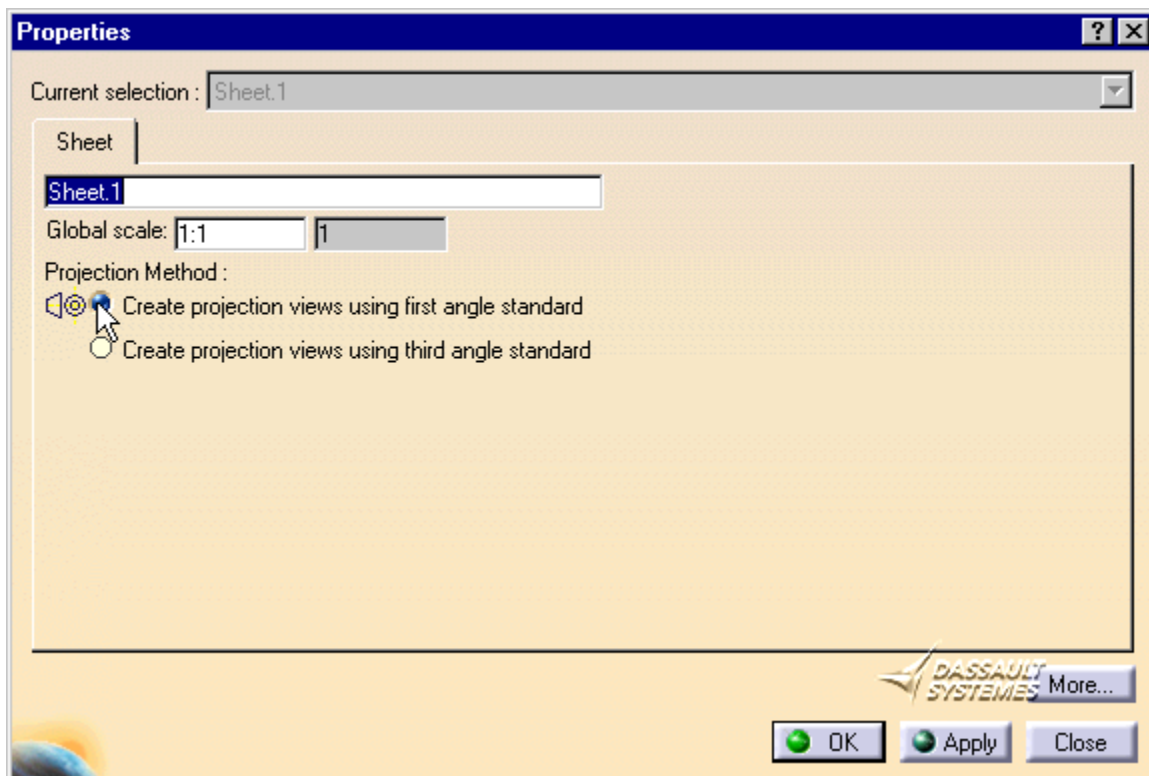 Properties
Current selection : Sheet.1
Sheet
Sheet.1
Global scale: 1:1 1
Projection Method :
Create projection views using first angle standard
Create projection views using third angle standard
DASSAULT
SYSTEMES
More...
OK Apply Close